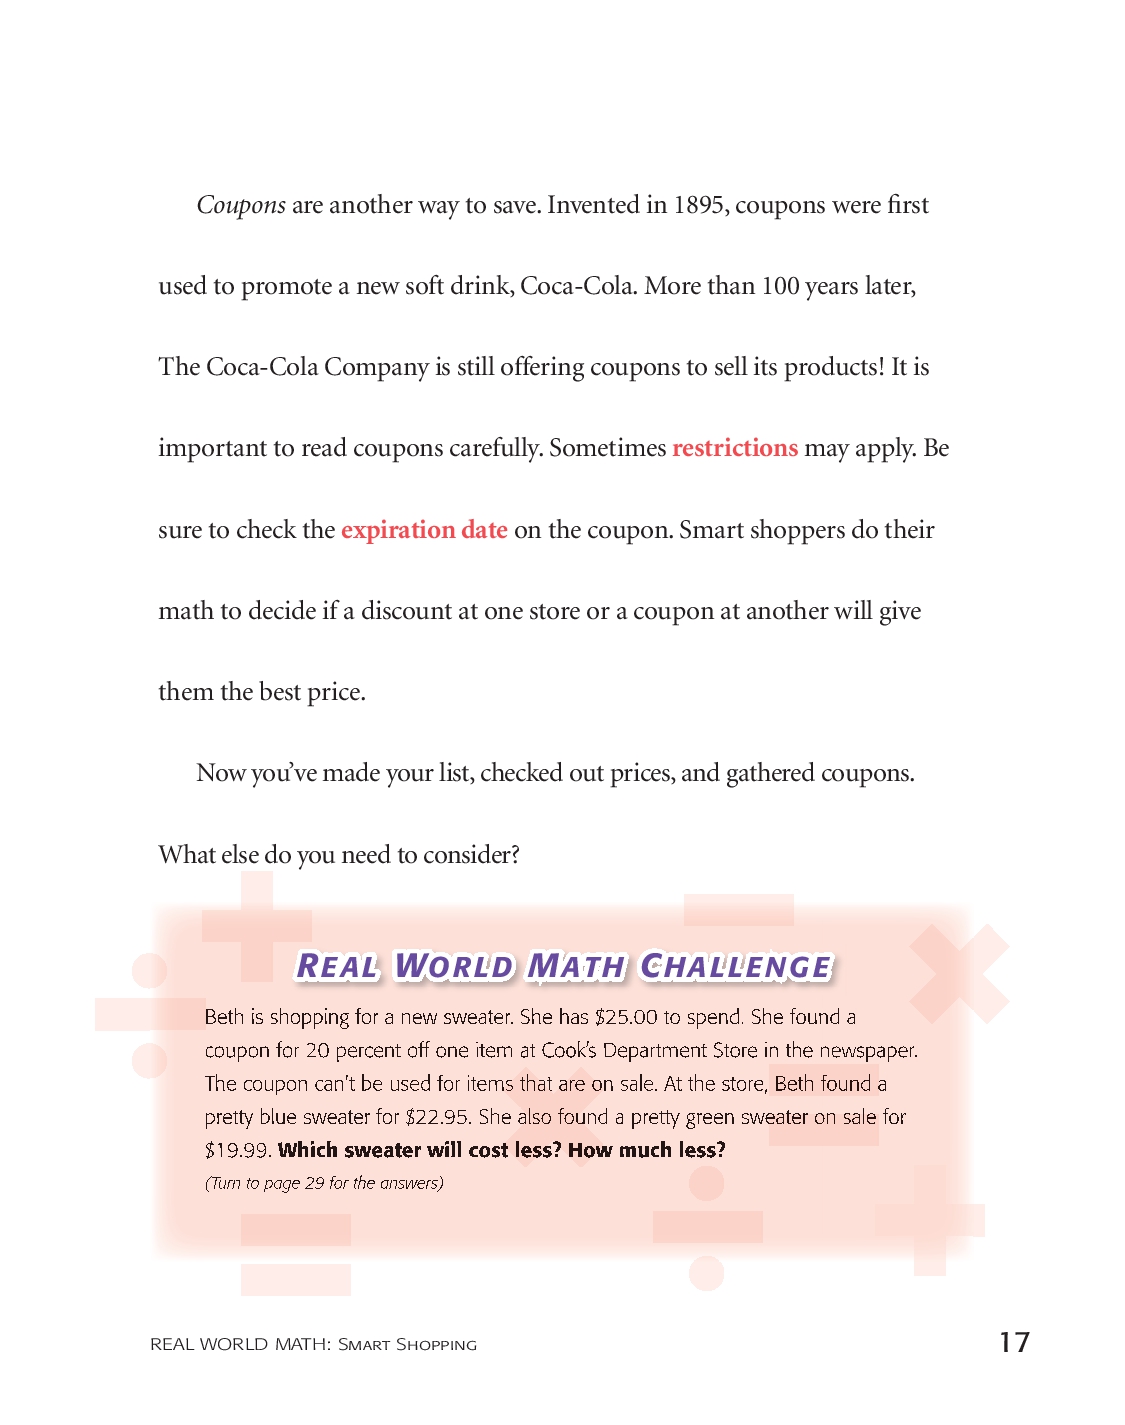 Coupons are another way to save. Invented in 1895, coupons were first
used to promote a new soft drink, Coca-Cola. More than 100 years later,
The Coca-Cola Company is still offering coupons to sell its products! It is
important to read coupons carefully. Sometimes restrictions may apply. Be
sure to check the expiration date on the coupon. Smart shoppers do their
math to decide if a discount at one store or a coupon at another will give
them the best price.
Now you’ve made your list, checked out prices, and gathered coupons.
What else do you need to consider?
REAL WORLD MATH CHALLENGE
Beth is shopping for a new sweater. She has $25.00 to spend. She found a
coupon for 20 percent off one item at Cook’s Department Store in the newspaper.
The coupon can’t be used for items that are on sale. At the store, Beth found a
pretty blue sweater for $22.95. She also found a pretty green sweater on sale for
$19.99. Which sweater will cost less? How much less?
(Turn to page 29 for the answers)
REAL WORLD MATH: SMART SHOPPING
17